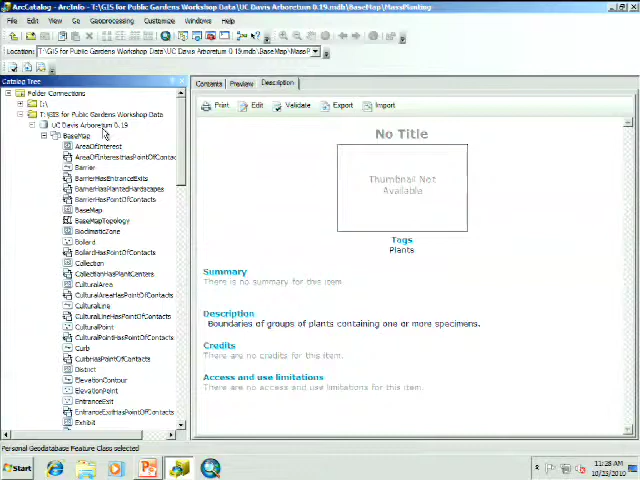 ArcCatalog - ArcInfo - T:\GIS for Public Gardens Workshop Data\UC Davis Arboretum 0.19.mdb\BaseMap\MassPlanting
File Edit View Go Geoprocessing Customize Windows Help
Location: T:\GIS for Public Gardens Workshop Data\UC Davis Arboretum 0.19.mdb\BaseMap\MassP
Catalog Tree
Contents Preview Description
Folder Connections
Print Edit Validate Export Import
T:\GIS for Public Gardens Workshop Data
UC Davis Arboretum 0.19
BaseMap
AreaOfInterest
AreaOfInterestHasPointOfContac
Barrier
BarrierHasEntranceExits
BarrierHasPlantedHardscapes
BarrierHasPointOfContacts
BaseMap
BaseMapTopology
BioclimaticZone
Bollard
BollardHasPointOfContacts
Collection
CollectionHasPlantCenters
CulturalArea
CulturalAreaHasPointOfContacts
CulturalLine
CulturalLineHasPointOfContacts
CulturalPoint
CulturalPointHasPointOfContacts
Curb
CurbHasPointOfContacts
District
ElevationContour
ElevationPoint
EntranceExit
EntranceExitHasPointOfContacts
Exhibit
No Title
Thumbnail Not
Available
Tags
Plants
Summary
There is no summary for this item.
Description
Boundaries of groups of plants containing one or more specimens.
Credits
There are no credits for this item.
Access and use limitations
There are no access and use limitations for this item.
Personal Geodatabase Feature Class selected
Start
11:28 AM
10/23/2010